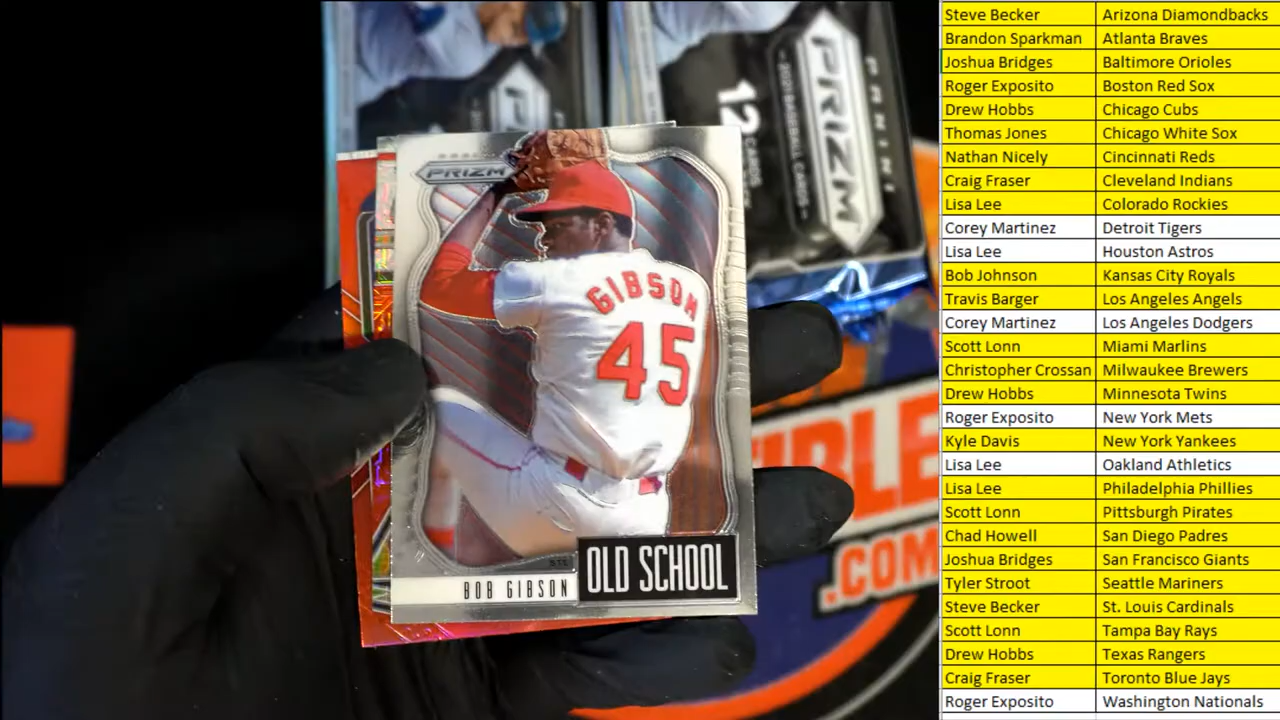 PRIZM
GIBSON
45
STL
BOB GIBSON
OLD SCHOOL
PANINI
PRIZM
2021 BASEBALL CARDS
12 CARDS
.COM
Steve Becker Arizona Diamondbacks
Brandon Sparkman Atlanta Braves
Joshua Bridges Baltimore Orioles
Roger Exposito Boston Red Sox
Drew Hobbs Chicago Cubs
Thomas Jones Chicago White Sox
Nathan Nicely Cincinnati Reds
Craig Fraser Cleveland Indians
Lisa Lee Colorado Rockies
Corey Martinez Detroit Tigers
Lisa Lee Houston Astros
Bob Johnson Kansas City Royals
Travis Barger Los Angeles Angels
Corey Martinez Los Angeles Dodgers
Scott Lonn Miami Marlins
Christopher Crossan Milwaukee Brewers
Drew Hobbs Minnesota Twins
Roger Exposito New York Mets
Kyle Davis New York Yankees
Lisa Lee Oakland Athletics
Lisa Lee Philadelphia Phillies
Scott Lonn Pittsburgh Pirates
Chad Howell San Diego Padres
Joshua Bridges San Francisco Giants
Tyler Stroot Seattle Mariners
Steve Becker St. Louis Cardinals
Scott Lonn Tampa Bay Rays
Drew Hobbs Texas Rangers
Craig Fraser Toronto Blue Jays
Roger Exposito Washington Nationals